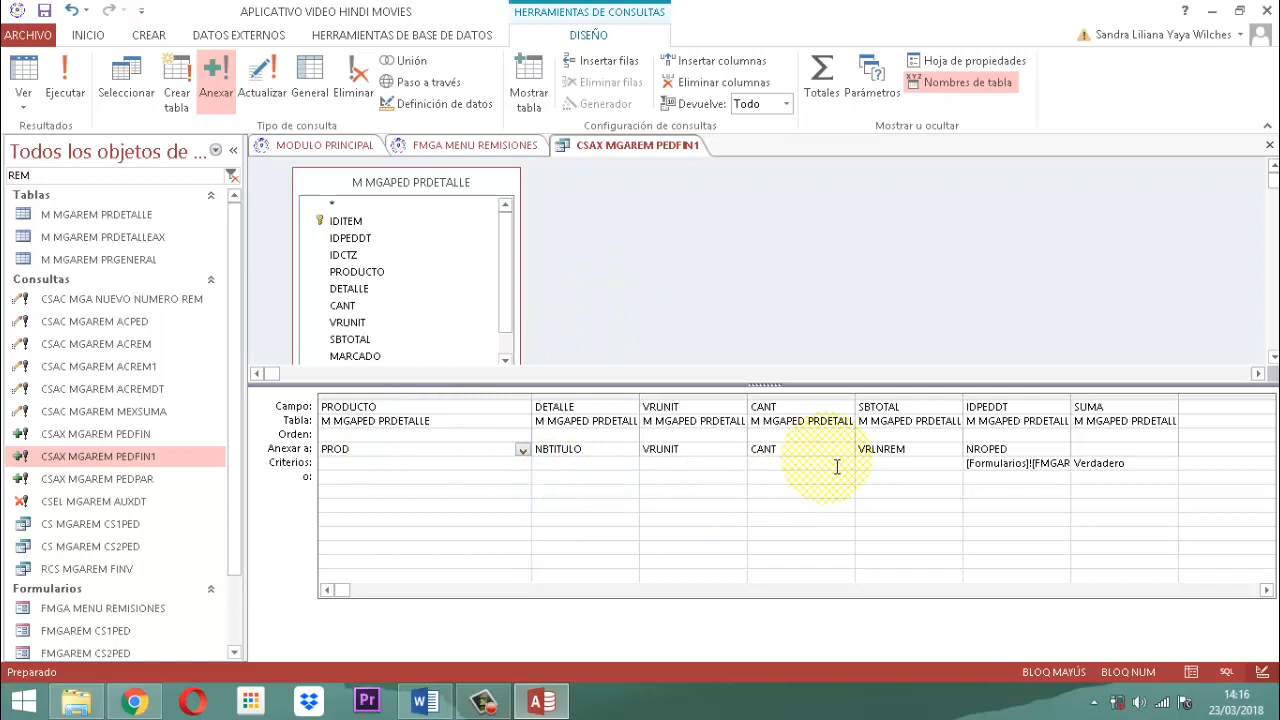 APLICATIVO VIDEO HINDI MOVIES
HERRAMIENTAS DE CONSULTAS
ARCHIVO INICIO CREAR DATOS EXTERNOS HERRAMIENTAS DE BASE DE DATOS DISEÑO
Sandra Liliana Yaya Wilches
Ver
Ejecutar
Resultados
Seleccionar
Crear tabla
Anexar
Actualizar
General
Eliminar
Unión
Paso a través
Definición de datos
Tipo de consulta
Mostrar tabla
Insertar filas
Eliminar filas
Generador
Insertar columnas
Eliminar columnas
Devuelve: Todo
Configuración de consulta
Totales
Parámetros
Hoja de propiedades
Nombres de tabla
Mostrar u ocultar
Todos los objetos de ...
REM
Tablas
M MGAREM PRDETALLE
M MGAREM PRDETALLEAX
M MGAREM PRGENERAL
Consultas
CSAC MGA NUEVO NUMERO REM
CSAC MGAREM ACPED
CSAC MGAREM ACREM
CSAC MGAREM ACREM1
CSAC MGAREM ACREMDT
CSAC MGAREM MEXSUMA
CSAX MGAREM PEDFIN
CSAX MGAREM PEDFIN1
CSAX MGAREM PEDPAR
CSEL MGAREM AUXDT
CS MGAREM CS1PED
CS MGAREM CS2PED
RCS MGAREM FINV
Formularios
FMGA MENU REMISIONES
FMGAREM CS1PED
FMGAREM CS2PED
MODULO PRINCIPAL
FMGA MENU REMISIONES
CSAX MGAREM PEDFIN1
M MGAPED PRDETALLE
*
IDITEM
IDPEDDT
IDCTZ
PRODUCTO
DETALLE
CANT
VRUNIT
SBTOTAL
MARCADO
Campo: PRODUCTO DETALLE VRUNIT CANT SBTOTAL IDPEDDT SUMA
Tabla: M MGAPED PRDETALLE M MGAPED PRDETALL M MGAPED PRDETALL M MGAPED PRDETALL M MGAPED PRDETALL M MGAPED PRDETALL M MGAPED PRDETALL
Orden:
Anexar a: PROD NBTITULO VRUNIT CANT VRLNREM NROPED
Criterios: [Formularios]![FMGAR Verdadero
o:
Preparado
BLOQ MAYÚS BLOQ NUM SQL
14:16
23/03/2018